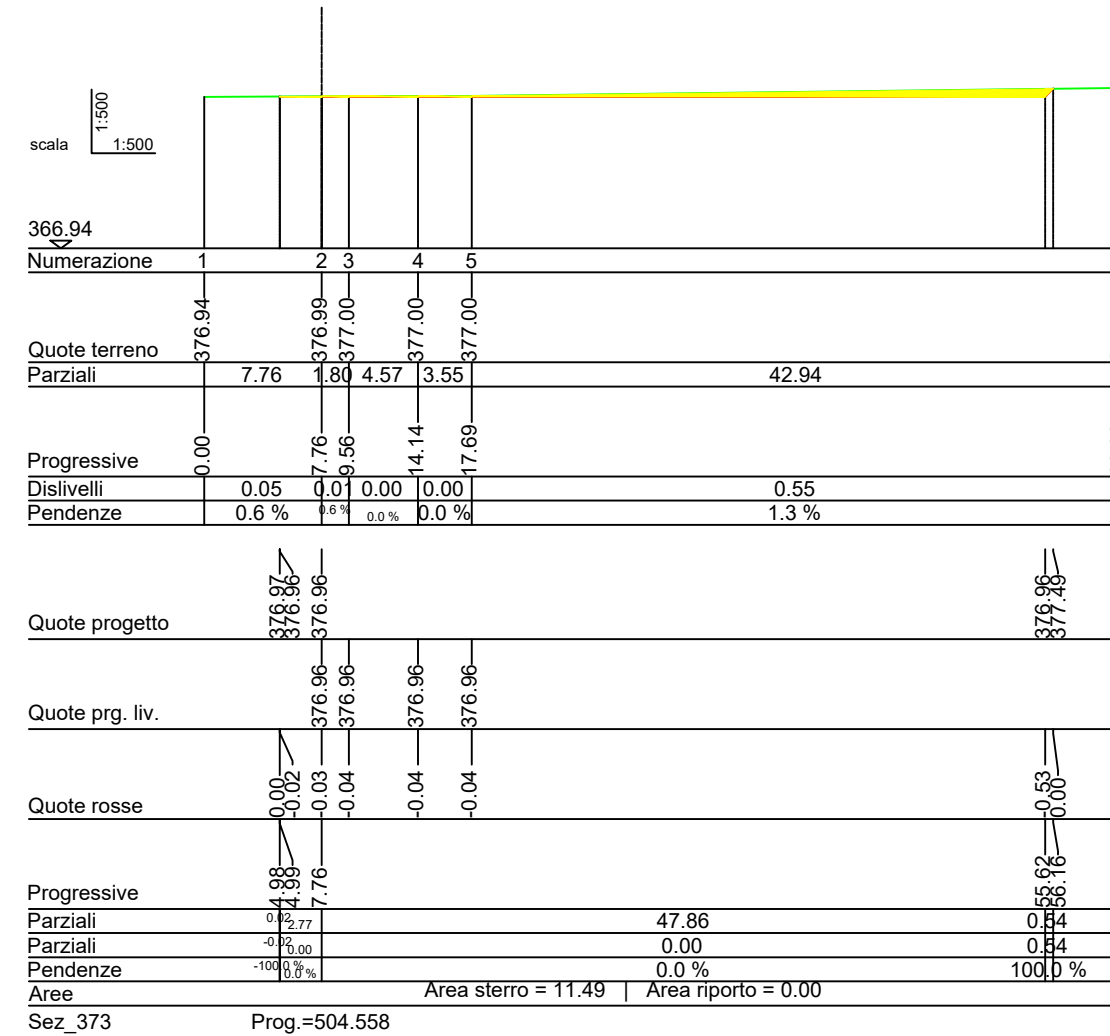 1:500
scala 1:500
366.94
Numerazione 1 2 3 4 5
Quote terreno 376.94 376.99 377.00 377.00 377.00
Parziali 7.76 1.80 4.57 3.55 42.94
Progressive 0.00 7.76 9.56 14.14 17.69
Dislivelli 0.05 0.01 0.00 0.00 0.55
Pendenze 0.6 % 0.6 % 0.0 % 0.0 % 1.3 %
Quote progetto 376.97 376.96 376.96 376.96 377.49
Quote prg. liv. 376.96 376.96 376.96 376.96
Quote rosse 0.00 -0.02 -0.03 -0.04 -0.04 -0.04 -0.53 0.00
Progressive 4.98 4.99 7.76 55.62 56.16
Parziali 0.02 2.77 47.86 0.54
Parziali -0.02 0.00 0.00 0.54
Pendenze -100.0 % 0.0 % 0.0 % 100.0 %
Aree Area sterro = 11.49 | Area riporto = 0.00
Sez_373 Prog.=504.558